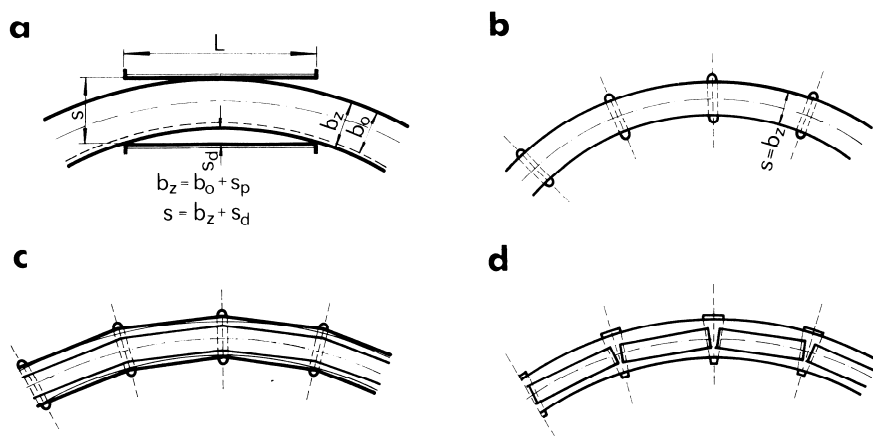 a
L
s
b_z
b_o
s_d
b_z = b_o + s_p
s = b_z + s_d
b
s = b_z
c
d